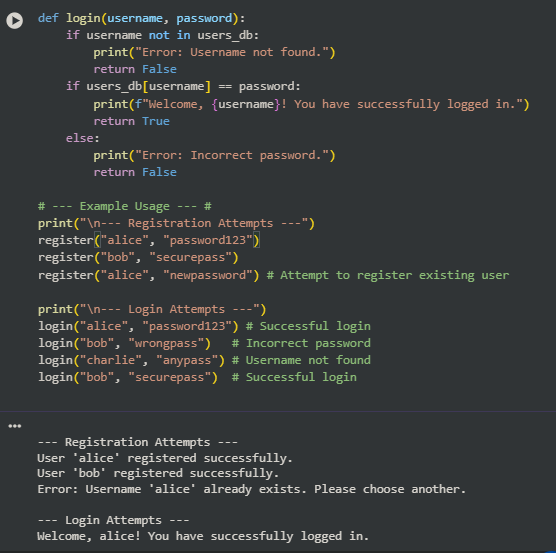 def login(username, password):
    if username not in users_db:
        print("Error: Username not found.")
        return False
    if users_db[username] == password:
        print(f"Welcome, {username}! You have successfully logged in.")
        return True
    else:
        print("Error: Incorrect password.")
        return False

# --- Example Usage --- #
print("\n--- Registration Attempts ---")
register("alice", "password123")
register("bob", "securepass")
register("alice", "newpassword") # Attempt to register existing user

print("\n--- Login Attempts ---")
login("alice", "password123") # Successful login
login("bob", "wrongpass")   # Incorrect password
login("charlie", "anypass") # Username not found
login("bob", "securepass")  # Successful login

--- Registration Attempts ---
User 'alice' registered successfully.
User 'bob' registered successfully.
Error: Username 'alice' already exists. Please choose another.

--- Login Attempts ---
Welcome, alice! You have successfully logged in.